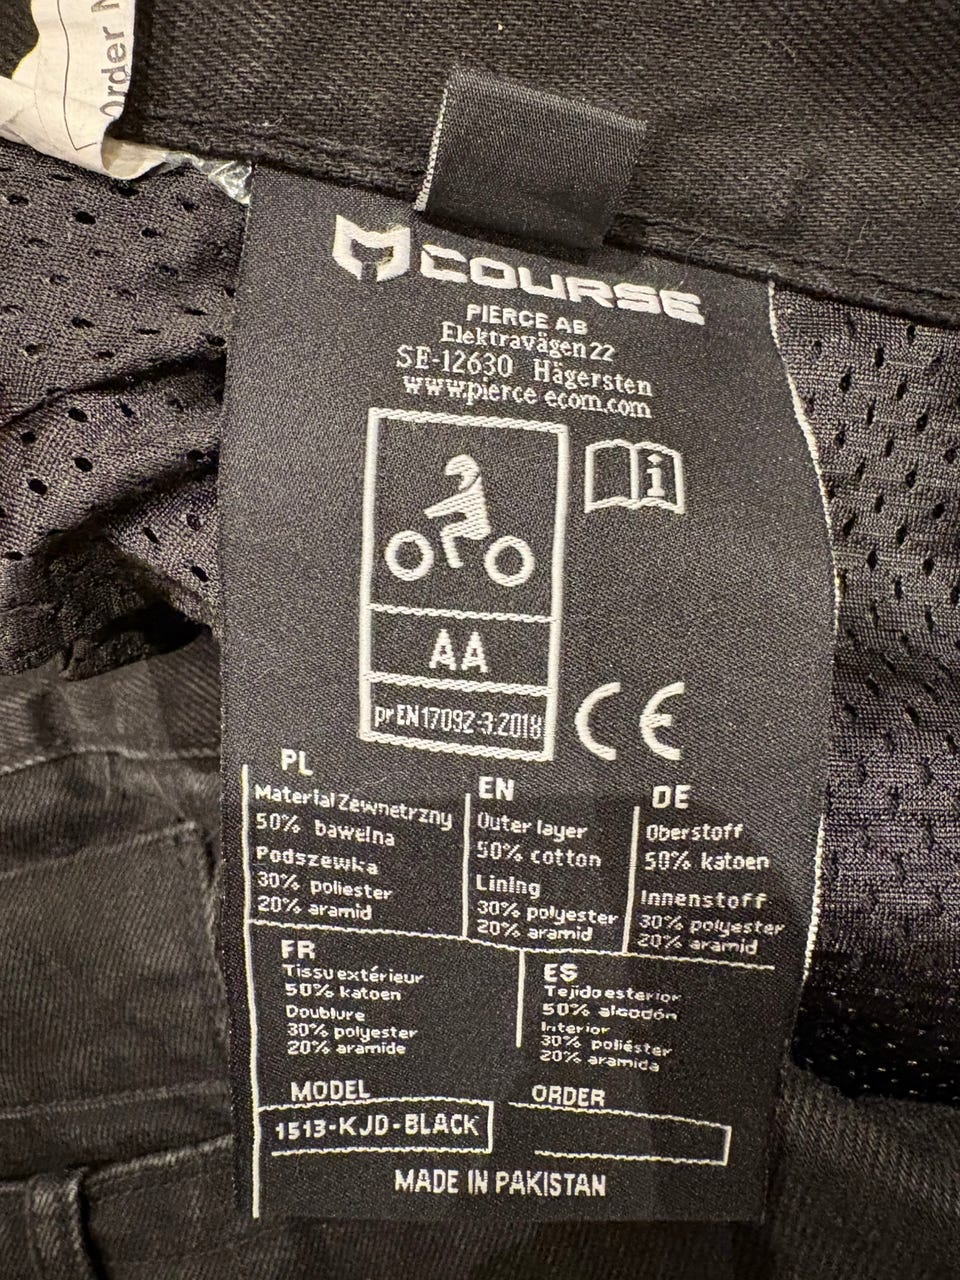 Order N
COURSE
PIERCE AB
Elektravägen 22
SE-12630 Hägersten
www.pierce ecom.com
i
AA
prEN17092-3:2018
CE
PL
Material Zewnetrzny
50% bawełna
Podszewka
30% poliester
20% aramid
EN
Outer layer
50% cotton
Lining
30% polyester
20% aramid
DE
Oberstoff
50% katoen
Innenstoff
30% polyester
20% aramid
FR
Tissu extérieur
50% katoen
Doublure
30% polyester
20% aramide
ES
Tejido esterior
50% algodón
Interior
30% poliéster
20% aramida
MODEL
1513-KJD-BLACK
ORDER
MADE IN PAKISTAN